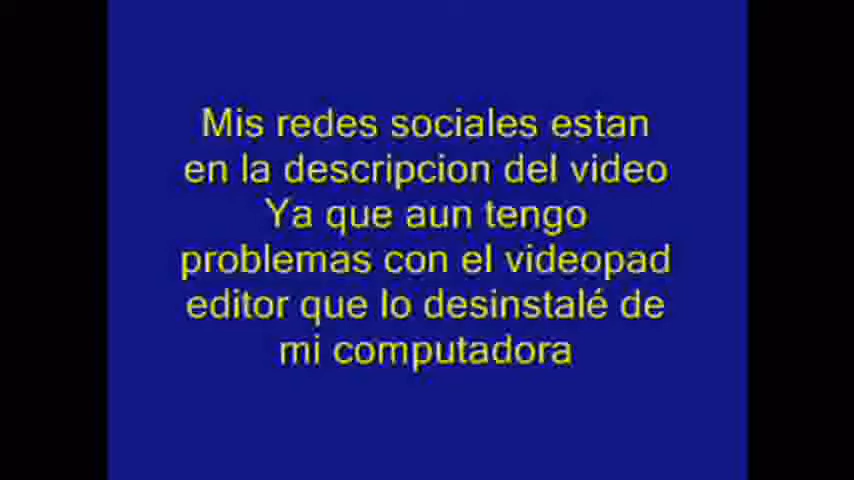 Mis redes sociales estan
en la descripcion del video
Ya que aun tengo
problemas con el videopad
editor que lo desinstalé de
mi computadora